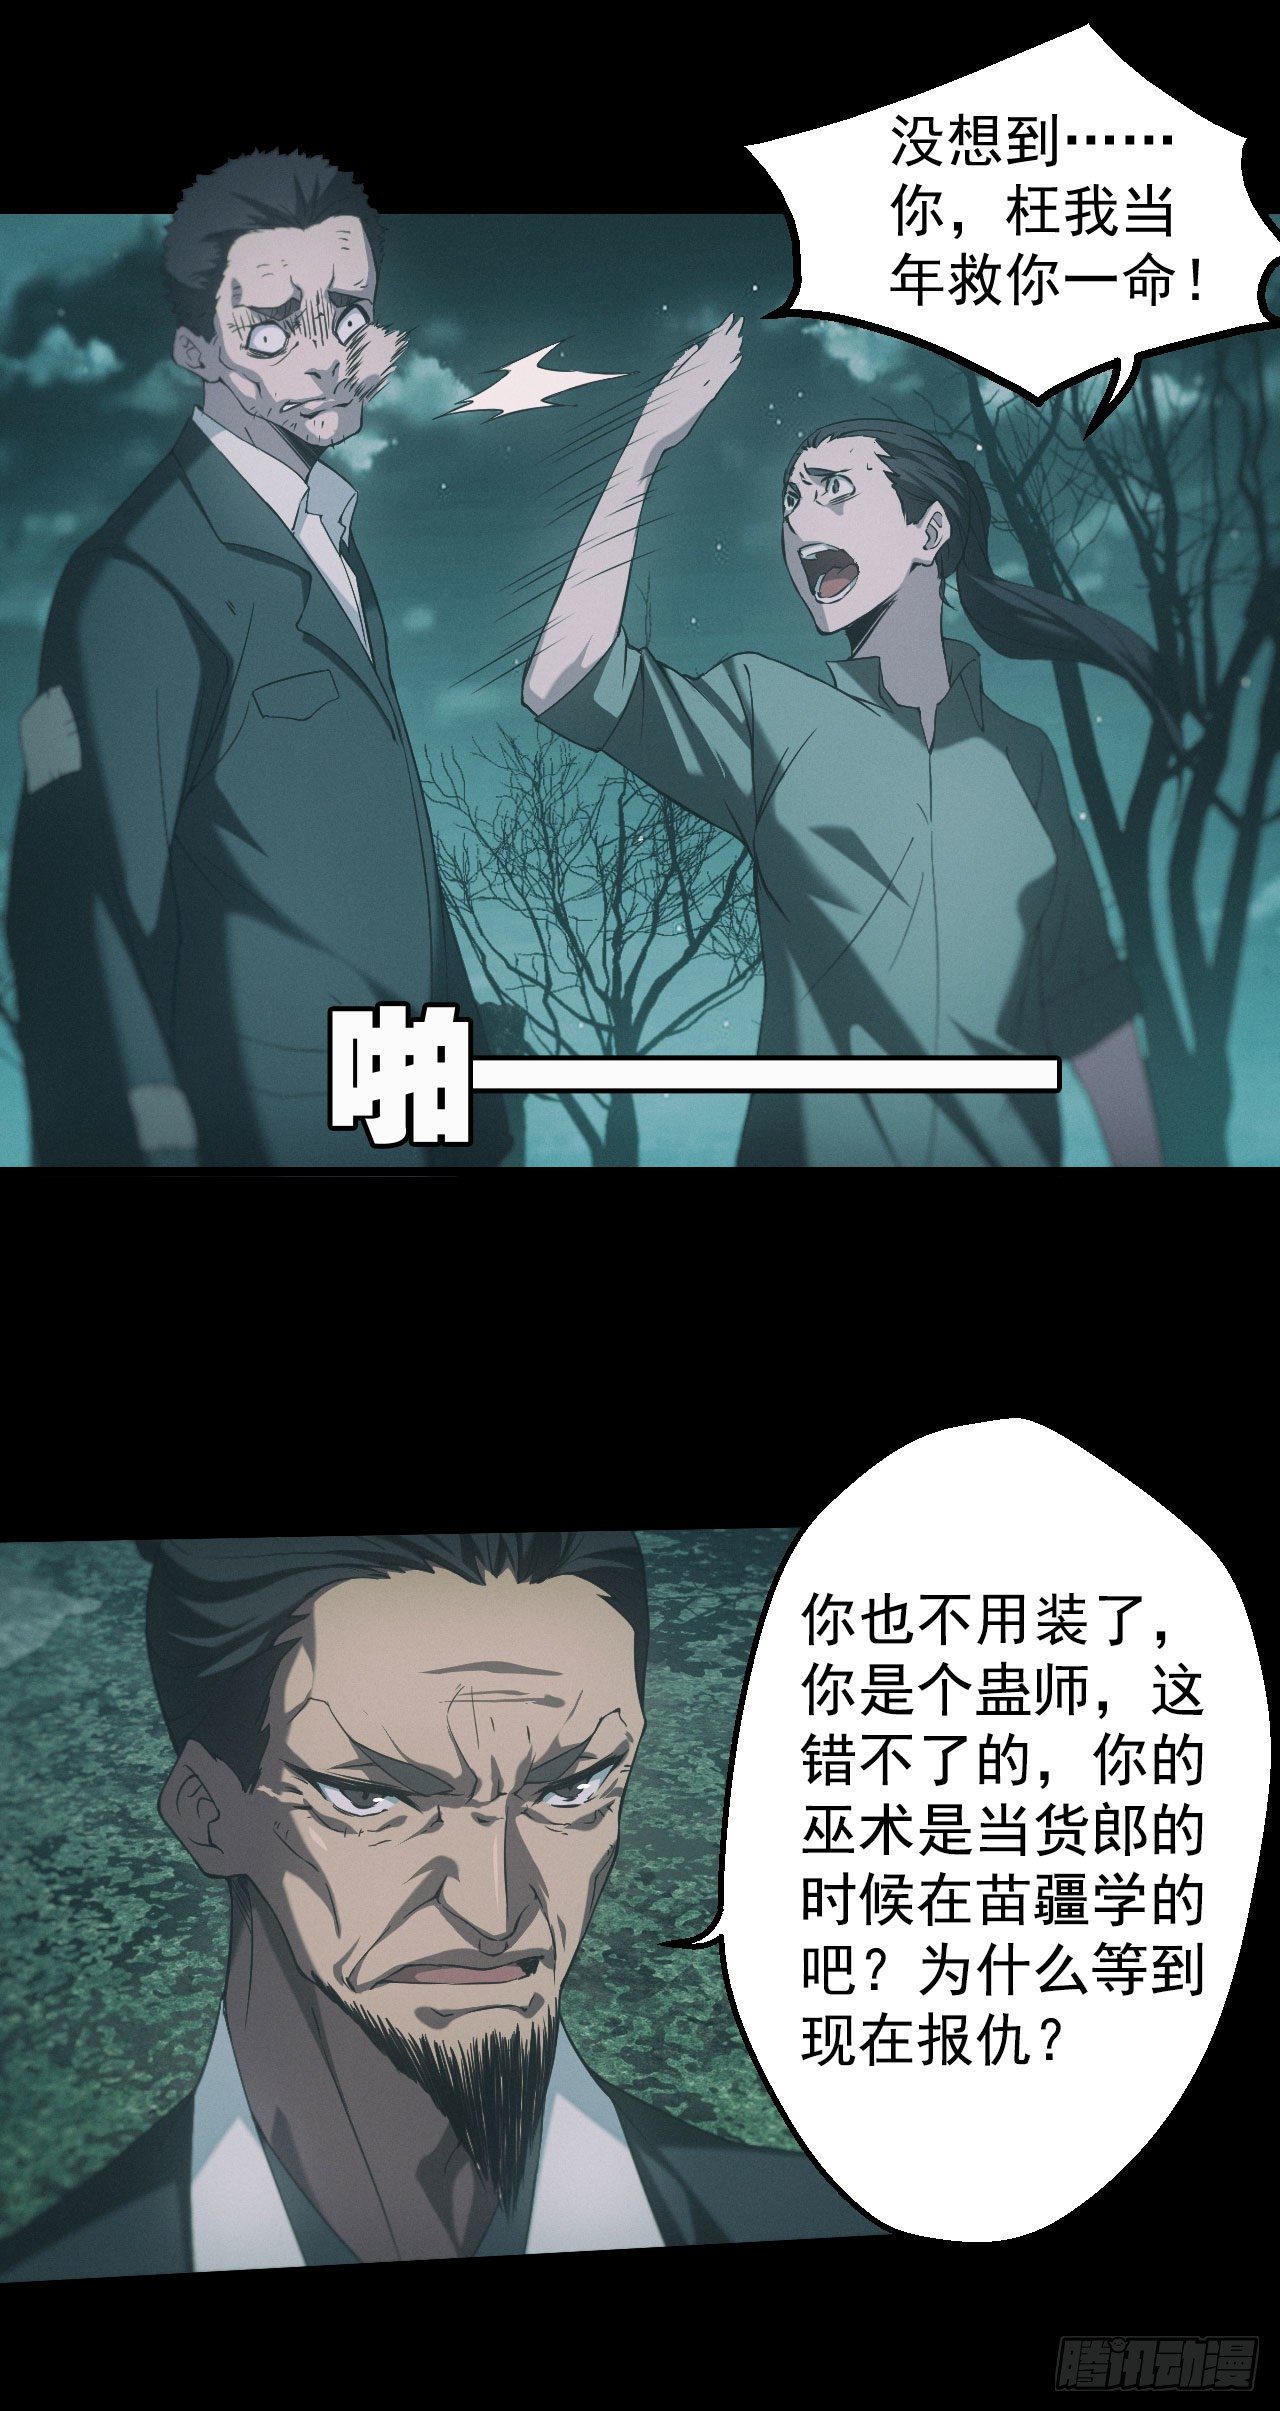 没想到……
你，枉我当
年救你一命！
啪——
你也不用装了，
你是个蛊师，这
错不了的，你的
巫术是当货郎的
时候在苗疆学的
吧？为什么等到
现在报仇？
腾讯动漫